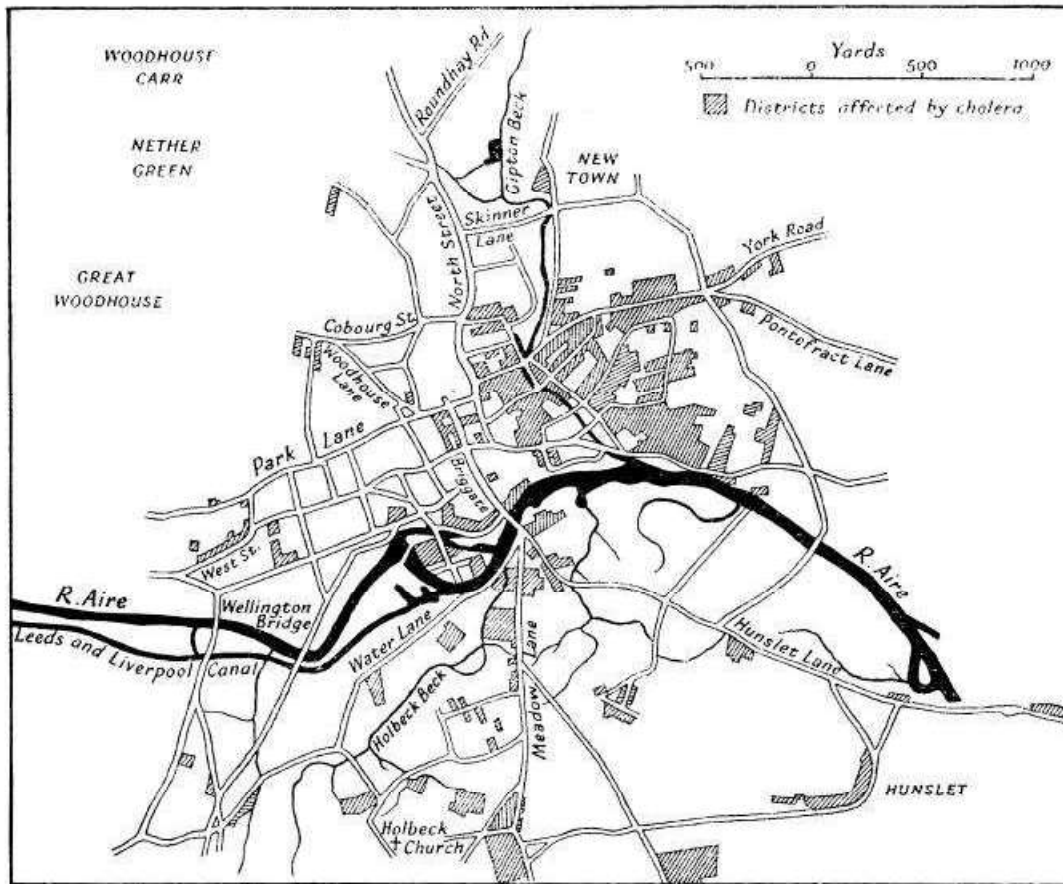 WOODHOUSE
CARR
Yards
500 0 500 1000
Districts affected by cholera
Roundhay Rd
Gipton Beck
NETHER
GREEN
NEW
TOWN
North Street
Skinner
Lane
York Road
GREAT
WOODHOUSE
Cobourg St.
Woodhouse
Lane
Pontefract Lane
Park Lane
Briggate
West St.
R. Aire
Wellington
Bridge
R. Aire
Leeds and Liverpool Canal
Water Lane
Meadow Lane
Hunslet Lane
Holbeck Beck
HUNSLET
Holbeck
Church